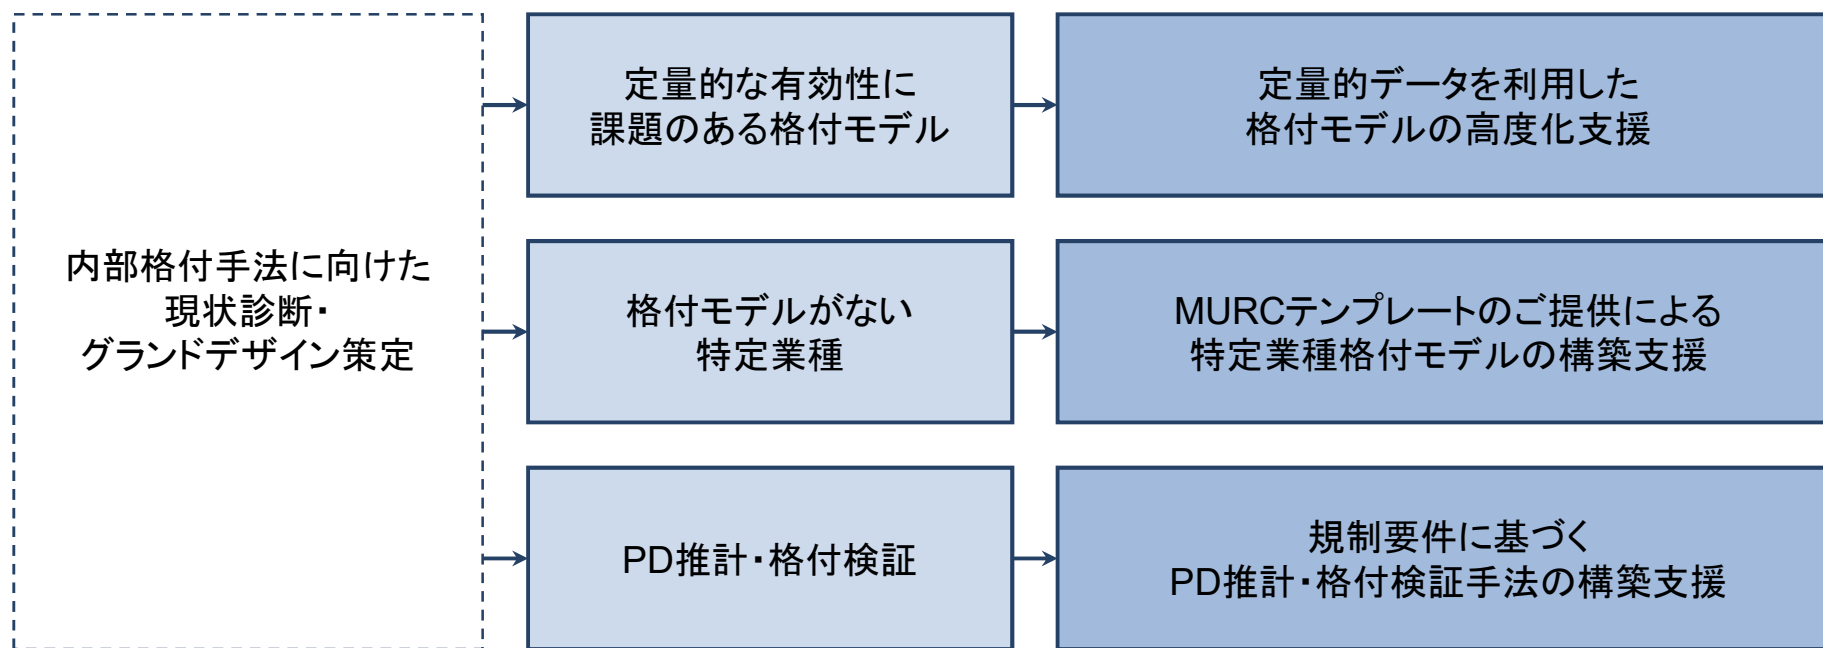 内部格付手法に向けた
現状診断・
グランドデザイン策定
定量的な有効性に
課題のある格付モデル
定量的データを利用した
格付モデルの高度化支援
格付モデルがない
特定業種
MURCテンプレートのご提供による
特定業種格付モデルの構築支援
PD推計・格付検証
規制要件に基づく
PD推計・格付検証手法の構築支援